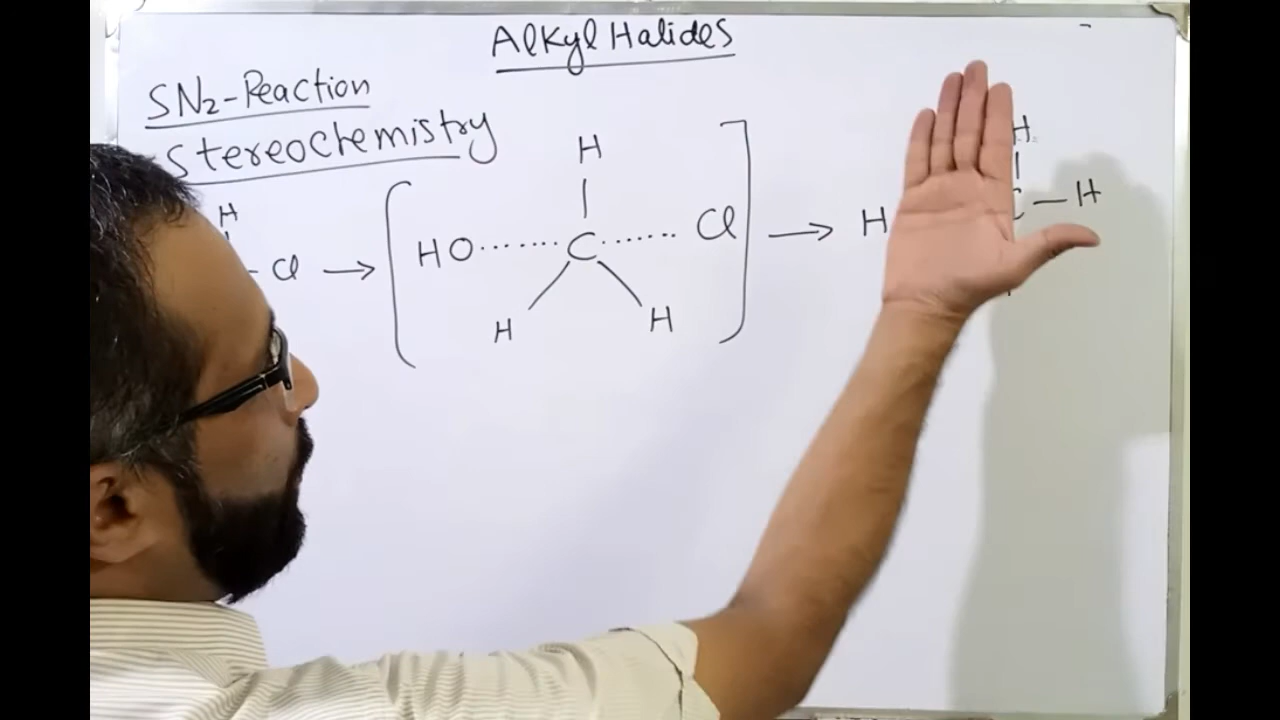 Alkyl Halides
SN2-Reaction
Stereochemistry
H
Cl →
H
HO ........ C ....... Cl
H H
→
H
H C — H